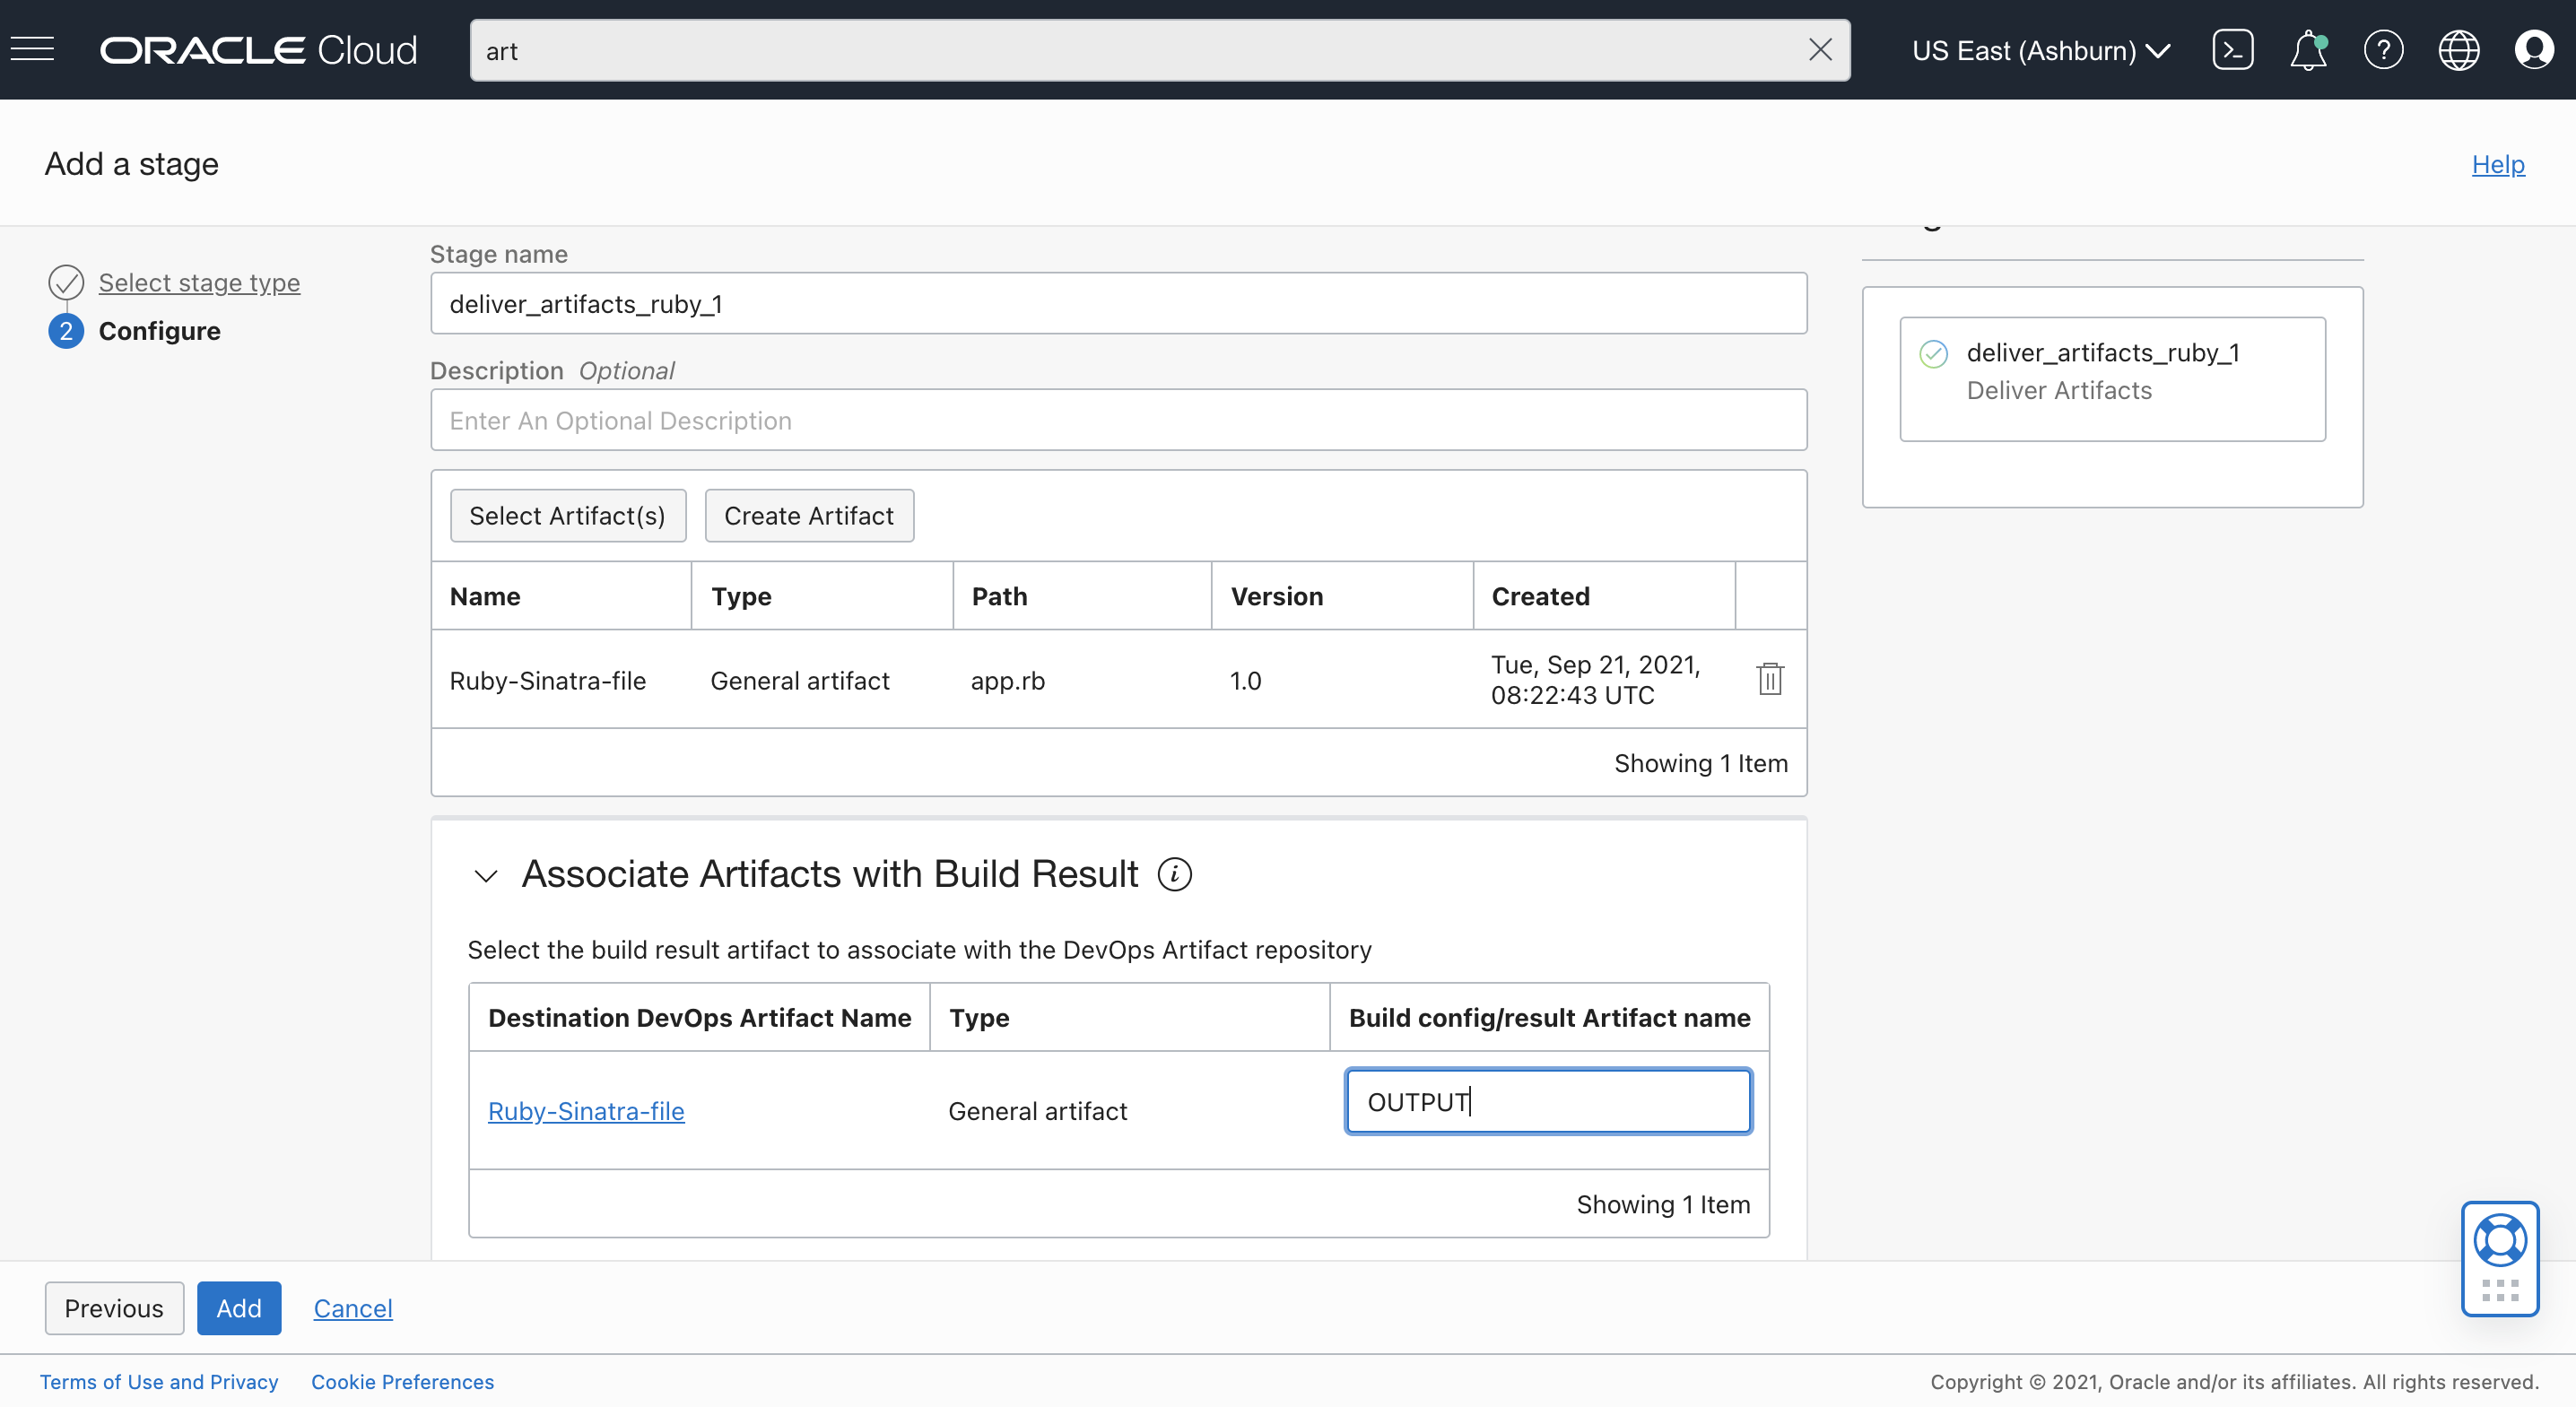 ORACLE Cloud
art
US East (Ashburn)
Add a stage
Help
Select stage type
2 Configure
Stage name
deliver_artifacts_ruby_1
Description Optional
Enter An Optional Description
Select Artifact(s) Create Artifact
Name Type Path Version Created
Ruby-Sinatra-file General artifact app.rb 1.0 Tue, Sep 21, 2021,
08:22:43 UTC
Showing 1 Item
deliver_artifacts_ruby_1
Deliver Artifacts
Associate Artifacts with Build Result i
Select the build result artifact to associate with the DevOps Artifact repository
Destination DevOps Artifact Name Type Build config/result Artifact name
Ruby-Sinatra-file General artifact OUTPUT
Showing 1 Item
Previous Add Cancel
Terms of Use and Privacy Cookie Preferences
Copyright © 2021, Oracle and/or its affiliates. All rights reserved.